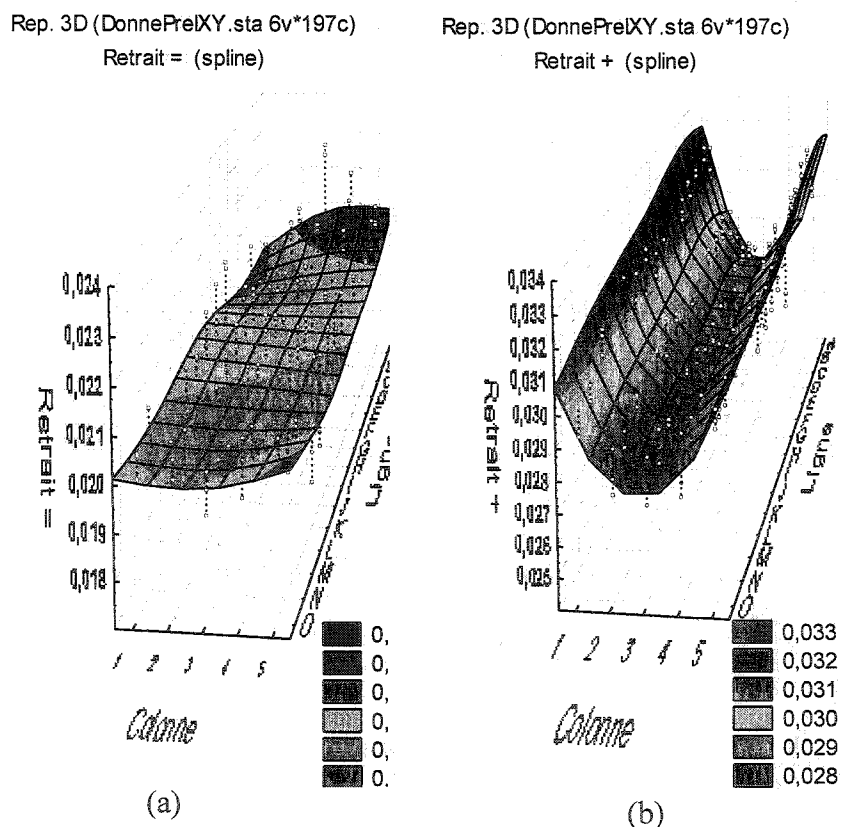 Rep. 3D (DonnePrelXY.sta 6v*197c)
Retrait = (spline)
0,024
0,023
0,022
0,021
0,020
0,019
0,018
Retrait =
1 2 3 4 5
Colonne
Ligne
0,
0,
0,
0,
0,
0.
(a)
Rep. 3D (DonnePrelXY.sta 6v*197c)
Retrait + (spline)
0,034
0,033
0,032
0,031
0,030
0,029
0,028
0,027
0,026
0,025
Retrait +
1 2 3 4 5
Colonne
Ligne
0,033
0,032
0,031
0,030
0,029
0,028
(b)